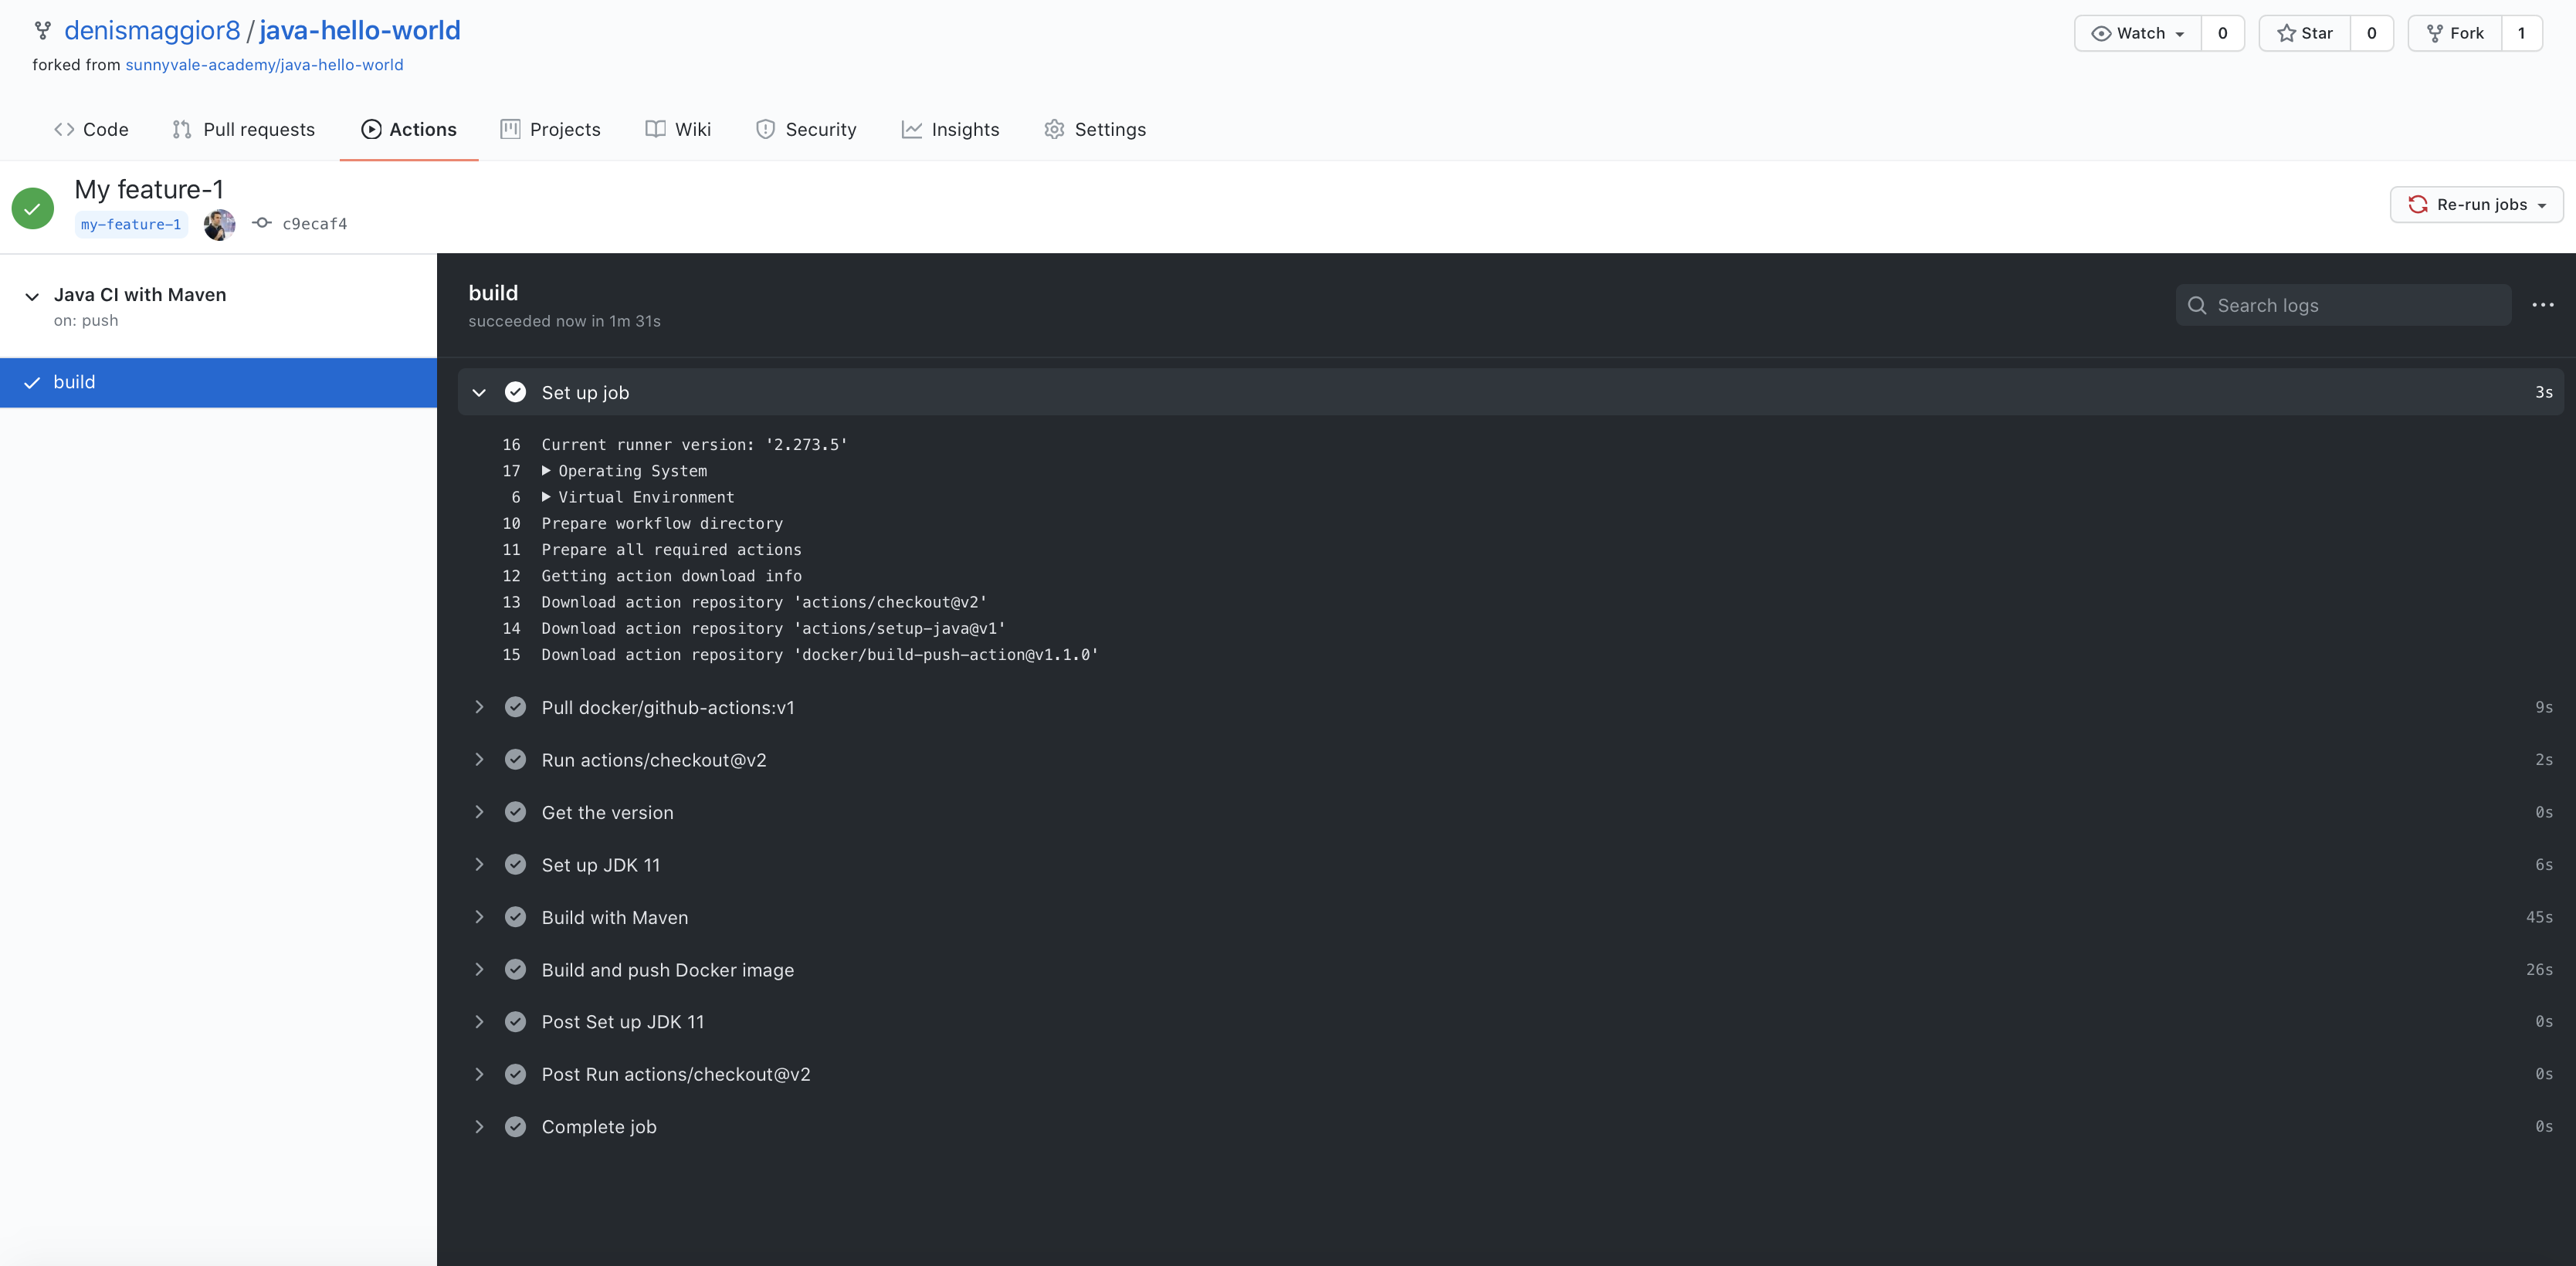 denismaggior8 / java-hello-world
Watch 0 Star 0 Fork 1
forked from sunnyvale-academy/java-hello-world
Code Pull requests Actions Projects Wiki Security Insights Settings
My feature-1
my-feature-1 c9ecaf4
Re-run jobs
Java CI with Maven
on: push
build
build
succeeded now in 1m 31s
Search logs
Set up job 3s
16 Current runner version: '2.273.5'
17 Operating System
6 Virtual Environment
10 Prepare workflow directory
11 Prepare all required actions
12 Getting action download info
13 Download action repository 'actions/checkout@v2'
14 Download action repository 'actions/setup-java@v1'
15 Download action repository 'docker/build-push-action@v1.1.0'
Pull docker/github-actions:v1 9s
Run actions/checkout@v2 2s
Get the version 0s
Set up JDK 11 6s
Build with Maven 45s
Build and push Docker image 26s
Post Set up JDK 11 0s
Post Run actions/checkout@v2 0s
Complete job 0s